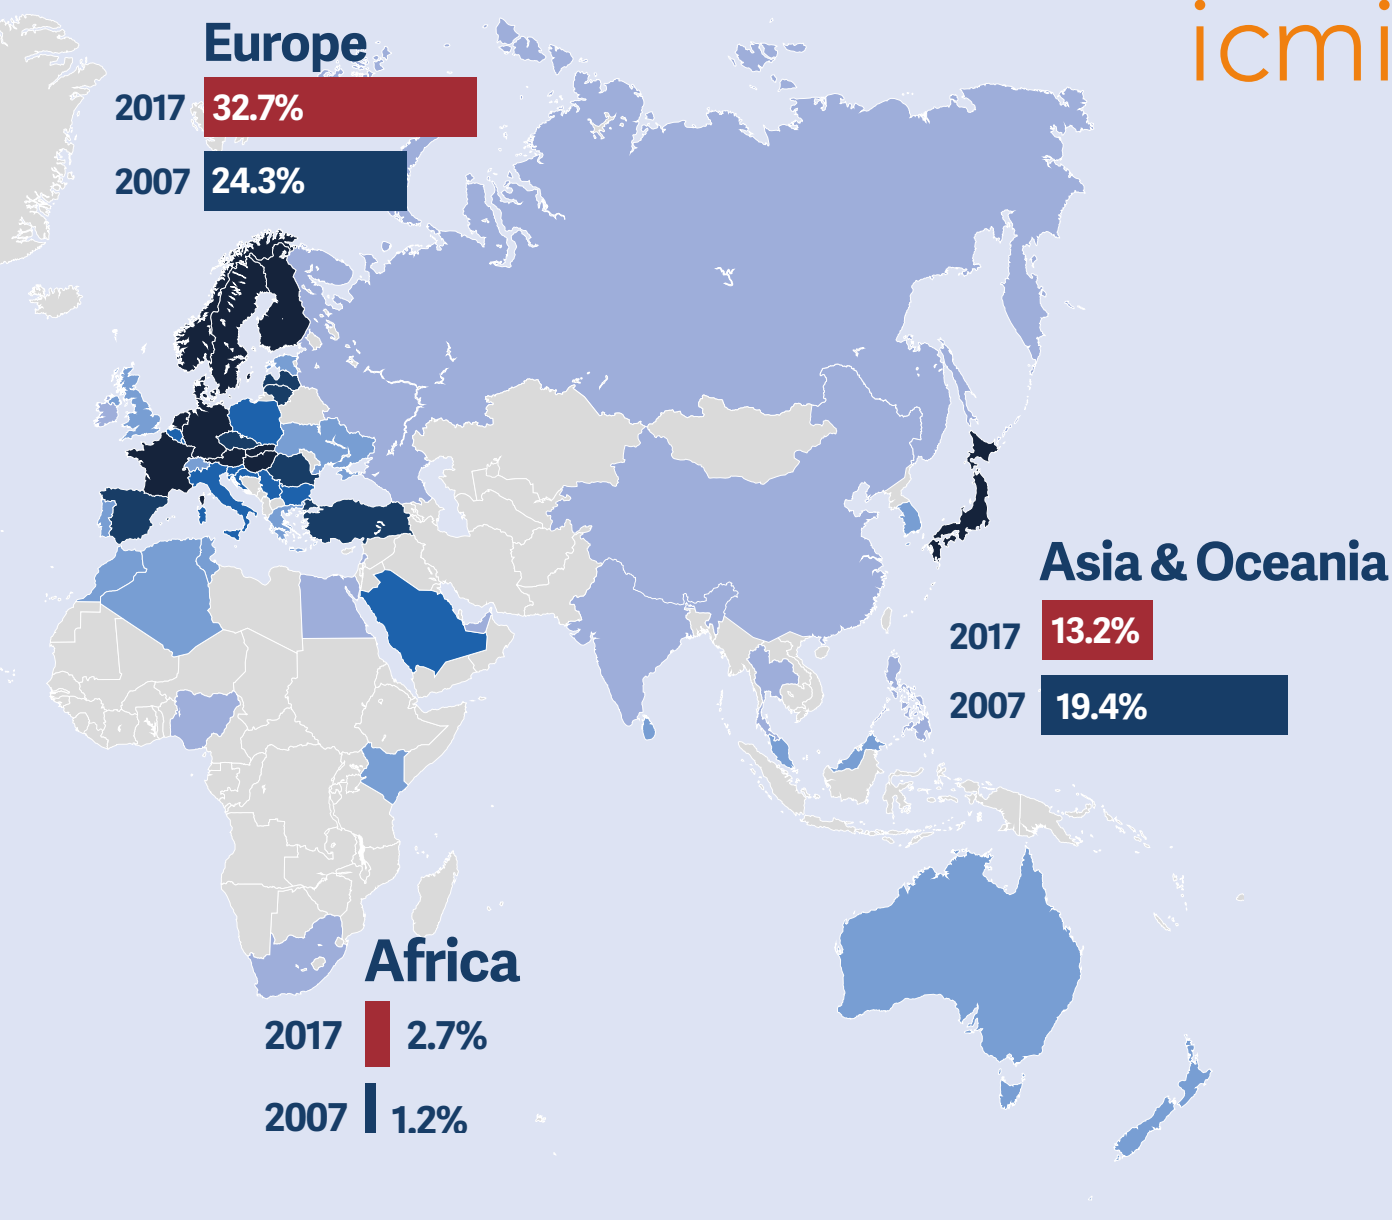 icmi
Europe
2017 32.7%
2007 24.3%
Asia & Oceania
2017 13.2%
2007 19.4%
Africa
2017 2.7%
2007 1.2%